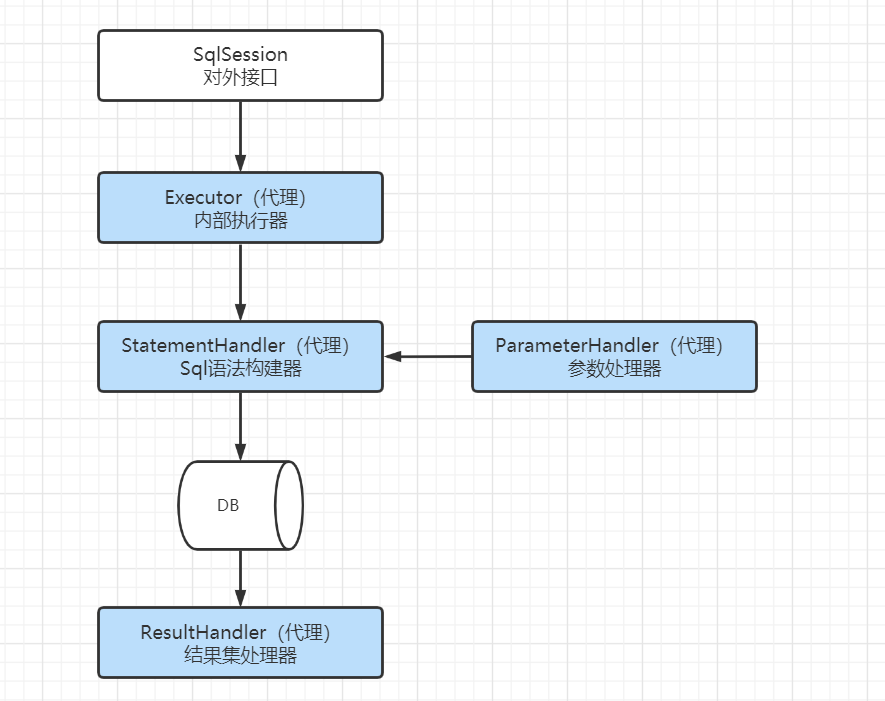 SqlSession
对外接口
Executor（代理）
内部执行器
StatementHandler（代理）
Sql语法构建器
ParameterHandler（代理）
参数处理器
DB
ResultHandler（代理）
结果集处理器